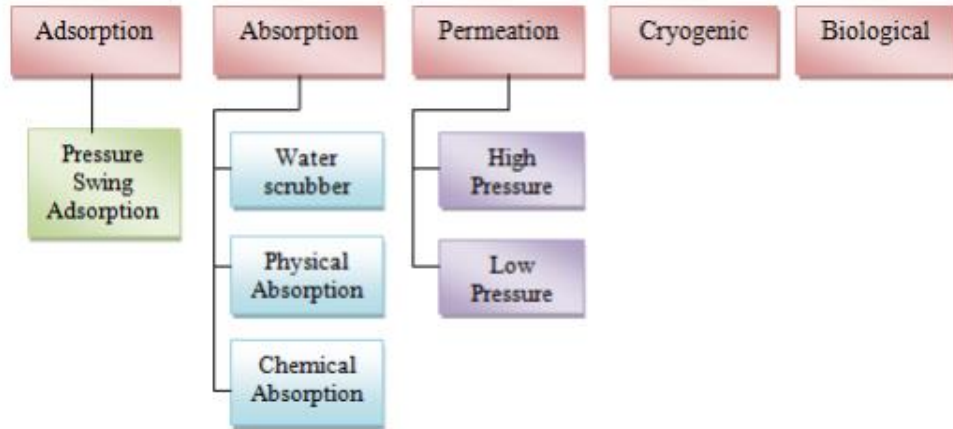 Adsorption
Absorption
Permeation
Cryogenic
Biological
Pressure
Swing
Adsorption
Water
scrubber
Physical
Absorption
Chemical
Absorption
High
Pressure
Low
Pressure